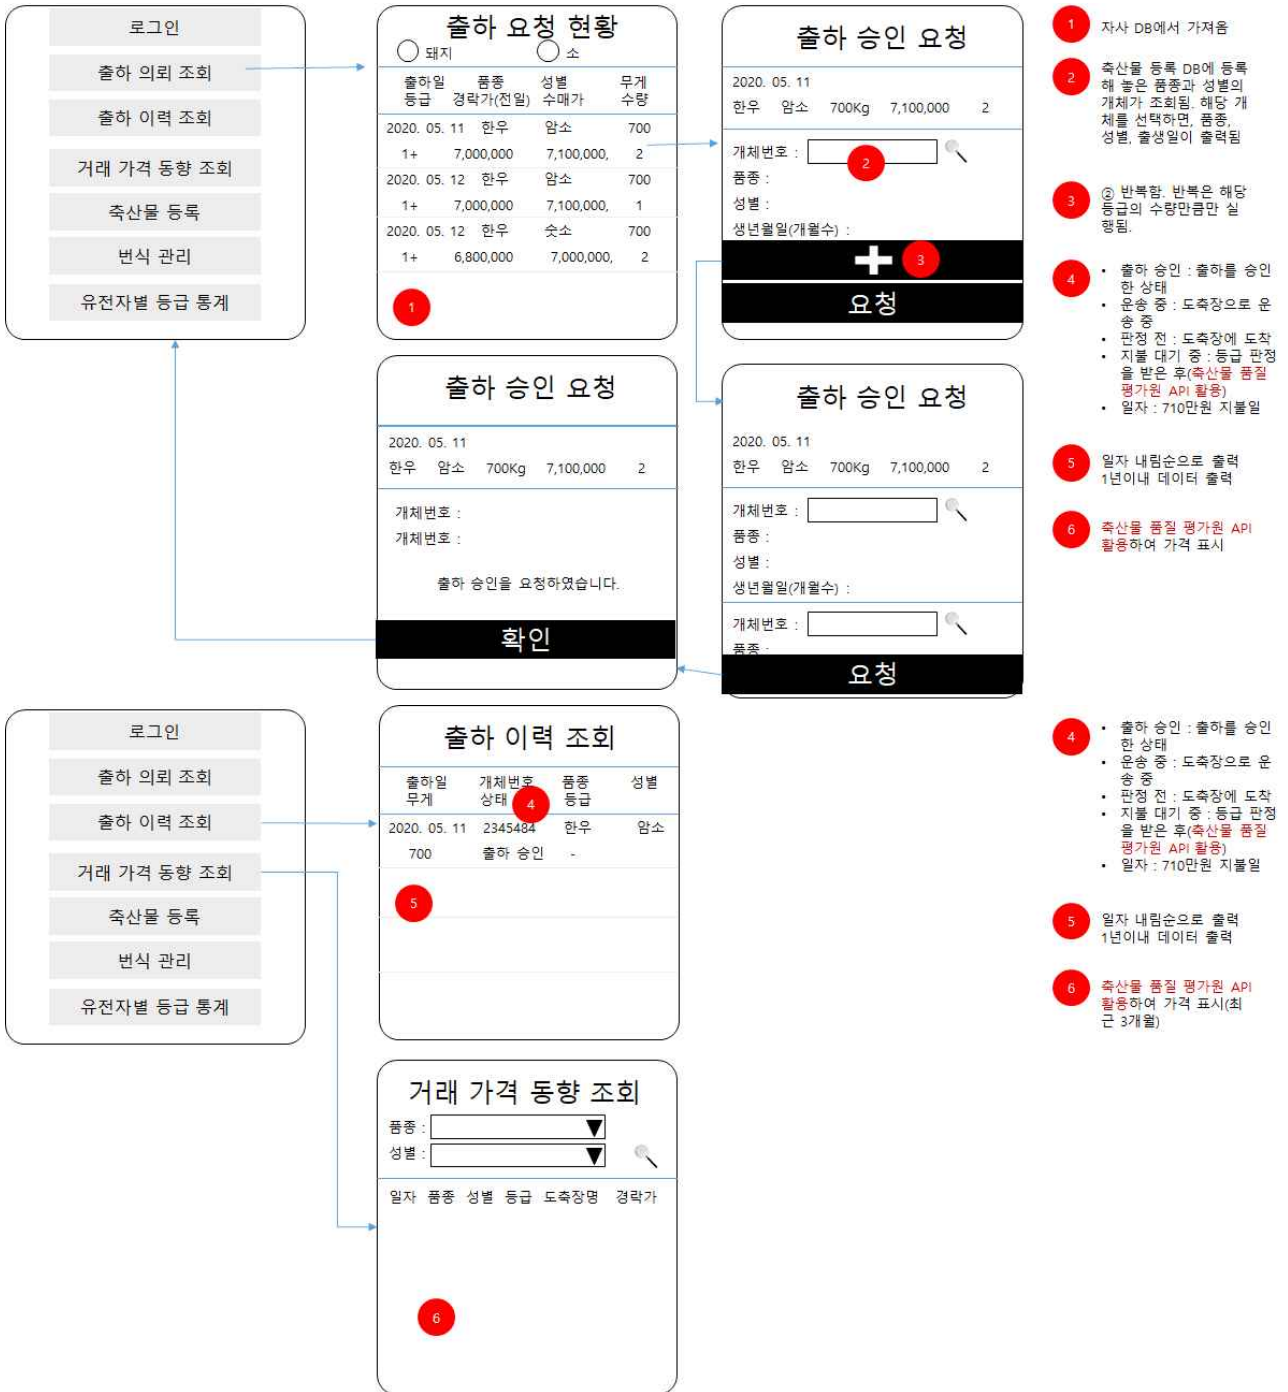 로그인
출하 의뢰 조회
출하 이력 조회
거래 가격 동향 조회
축산물 등록
번식 관리
유전자별 등급 통계
출하 요청 현황
돼지 소
출하일 품종 성별 무게
등급 경락가(전일) 수매가 수량
2020. 05. 11 한우 암소 700
1+ 7,000,000 7,100,000, 2
2020. 05. 12 한우 암소 700
1+ 7,000,000 7,100,000, 1
2020. 05. 12 한우 숫소 700
1+ 6,800,000 7,000,000, 2
1
출하 승인 요청
2020. 05. 11
한우 암소 700Kg 7,100,000 2
개체번호 :
2
품종 :
성별 :
생년월일(개월수) :
3
요청
1 자사 DB에서 가져옴
2 축산물 등록 DB에 등록
해 놓은 품종과 성별의
개체가 조회됨. 해당 개
체를 선택하면, 품종,
성별, 출생일이 출력됨
3 ② 반복함. 반복은 해당
등급의 수량만큼만 실
행됨.
4 • 출하 승인 : 출하를 승인
한 상태
• 운송 중 : 도축장으로 운
송 중
• 판정 전 : 도축장에 도착
• 지불 대기 중 : 등급 판정
을 받은 후(축산물 품질
평가원 API 활용)
• 일자 : 710만원 지불일
5 일자 내림순으로 출력
1년이내 데이터 출력
6 축산물 품질 평가원 API
활용하여 가격 표시
출하 승인 요청
2020. 05. 11
한우 암소 700Kg 7,100,000 2
개체번호 :
개체번호 :
출하 승인을 요청하였습니다.
확인
출하 승인 요청
2020. 05. 11
한우 암소 700Kg 7,100,000 2
개체번호 :
품종 :
성별 :
생년월일(개월수) :
개체번호 :
품종 :
요청
로그인
출하 의뢰 조회
출하 이력 조회
거래 가격 동향 조회
축산물 등록
번식 관리
유전자별 등급 통계
출하 이력 조회
출하일 개체번호 품종 성별
무게 상태 등급
4
2020. 05. 11 2345484 한우 암소
700 출하 승인 -
5
4 • 출하 승인 : 출하를 승인
한 상태
• 운송 중 : 도축장으로 운
송 중
• 판정 전 : 도축장에 도착
• 지불 대기 중 : 등급 판정
을 받은 후(축산물 품질
평가원 API 활용)
• 일자 : 710만원 지불일
5 일자 내림순으로 출력
1년이내 데이터 출력
6 축산물 품질 평가원 API
활용하여 가격 표시(최
근 3개월)
거래 가격 동향 조회
품종 : ▼
성별 : ▼
일자 품종 성별 등급 도축장명 경락가
6